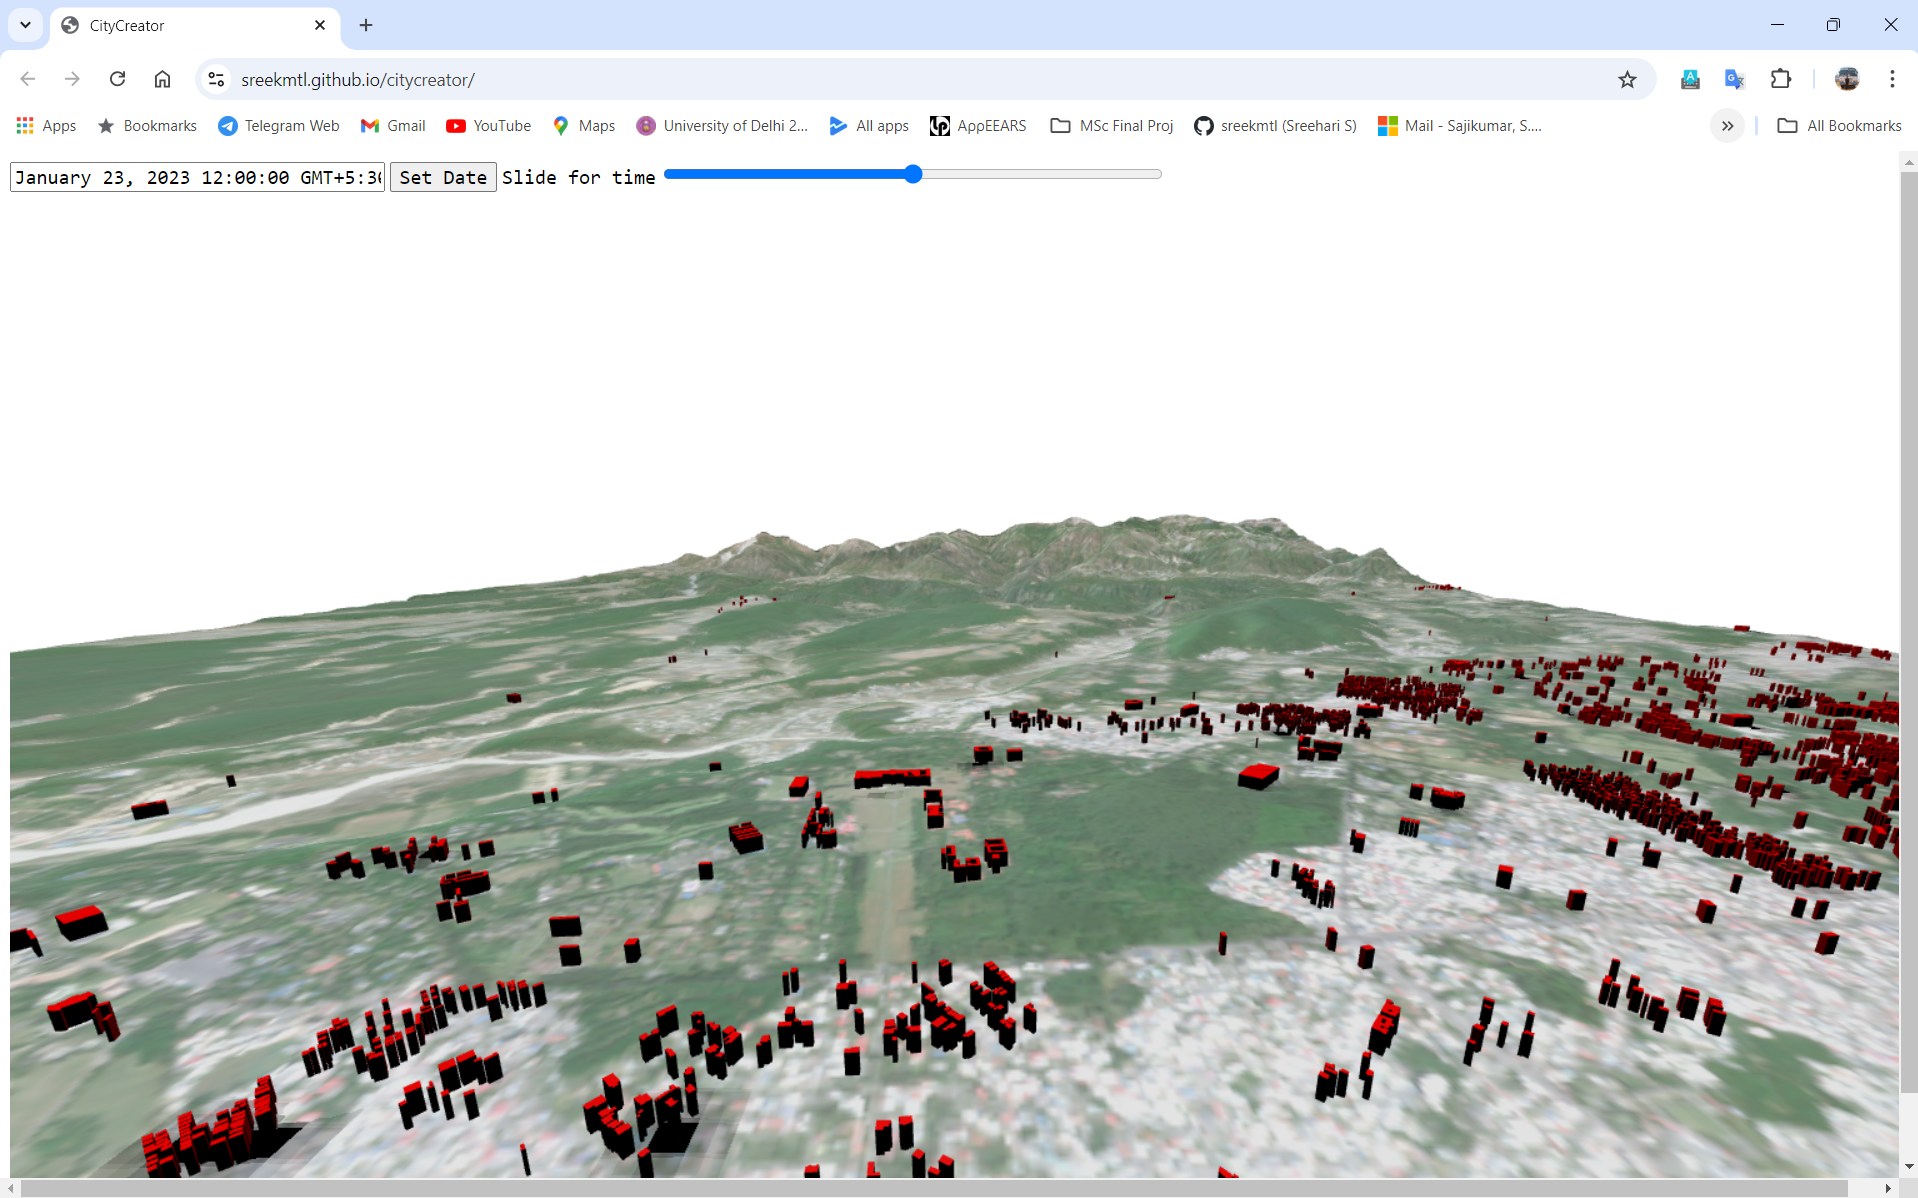 CityCreator
sreekmtl.github.io/citycreator/
Apps Bookmarks Telegram Web Gmail YouTube Maps University of Delhi 2... All apps AρρEEARS MSc Final Proj sreekmtl (Sreehari S) Mail - Sajikumar, S.... All Bookmarks
January 23, 2023 12:00:00 GMT+5:30 Set Date Slide for time